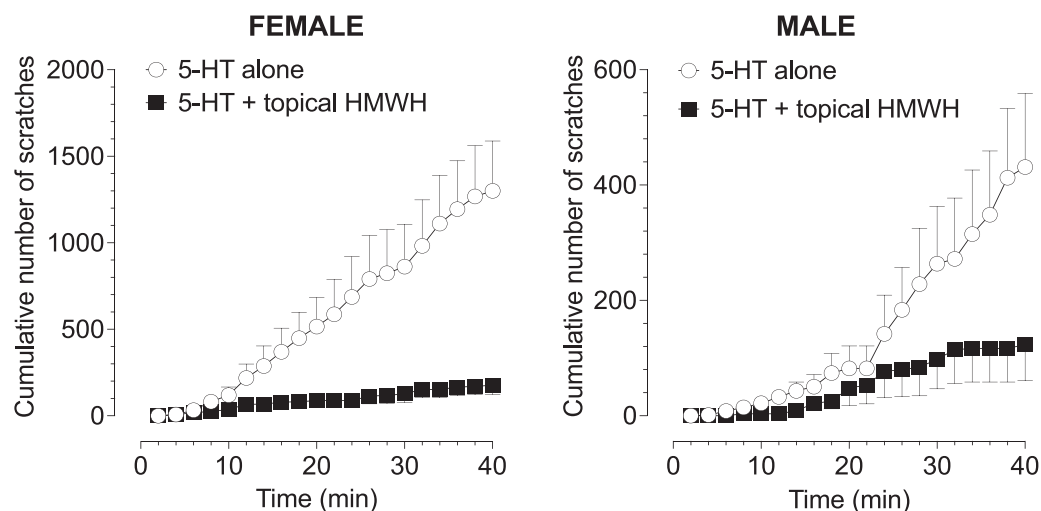 FEMALE
5-HT alone
5-HT + topical HMWH
Cumulative number of scratches
2000
1500
1000
500
0
0 10 20 30 40
Time (min)
MALE
5-HT alone
5-HT + topical HMWH
Cumulative number of scratches
600
400
200
0
0 10 20 30 40
Time (min)